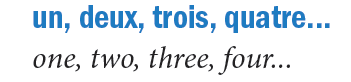 un, deux, trois, quatre...
one, two, three, four...